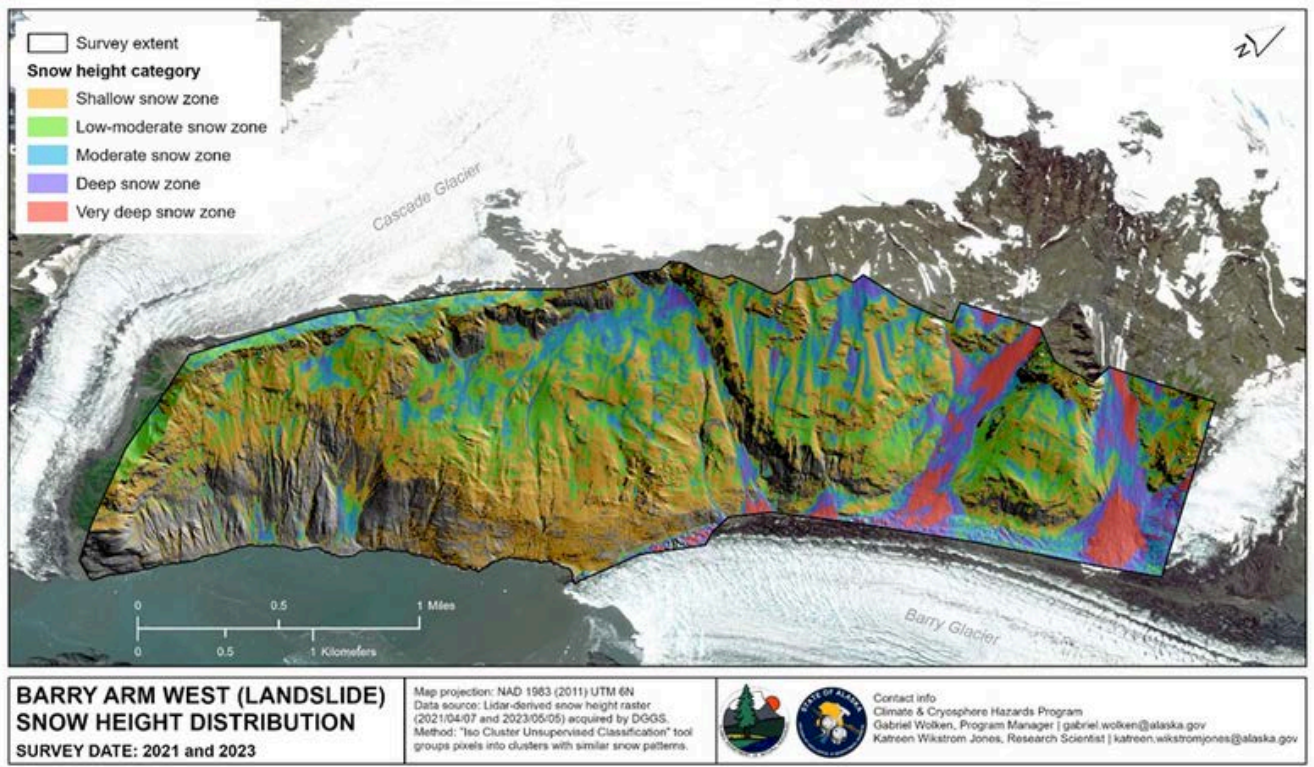 Survey extent
Snow height category
Shallow snow zone
Low-moderate snow zone
Moderate snow zone
Deep snow zone
Very deep snow zone
Cascade Glacier
N
0 0.5 1 Miles
0 0.5 1 Kilometers
Barry Glacier
BARRY ARM WEST (LANDSLIDE)
SNOW HEIGHT DISTRIBUTION
SURVEY DATE: 2021 and 2023
Map projection: NAD 1983 (2011) UTM 6N
Data source: Lidar-derived snow height raster
(2021/04/07 and 2023/05/05) acquired by DGGS.
Method: "Iso Cluster Unsupervised Classification" tool
groups pixels into clusters with similar snow patterns.
STATE OF ALASKA
Contact info
Climate & Cryosphere Hazards Program
Gabriel Wolken, Program Manager | gabriel.wolken@alaska.gov
Katreen Wikstrom Jones, Research Scientist | katreen.wikstromjones@alaska.gov